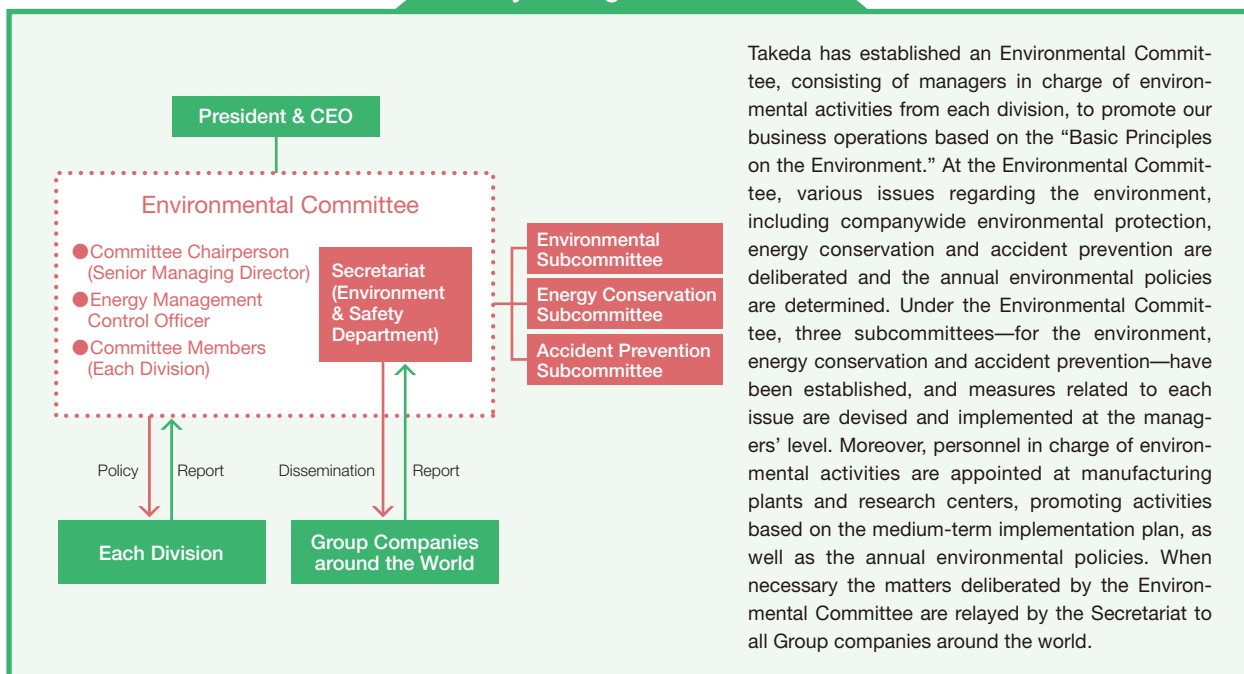 President & CEO
Environmental Committee
●Committee Chairperson
(Senior Managing Director)
●Energy Management
Control Officer
●Committee Members
(Each Division)
Secretariat
(Environment
& Safety
Department)
Environmental
Subcommittee
Energy Conservation
Subcommittee
Accident Prevention
Subcommittee
Policy
Report
Dissemination
Report
Each Division
Group Companies
around the World
Takeda has established an Environmental Commit-
tee, consisting of managers in charge of environ-
mental activities from each division, to promote our
business operations based on the “Basic Principles
on the Environment.” At the Environmental Commit-
tee, various issues regarding the environment,
including companywide environmental protection,
energy conservation and accident prevention are
deliberated and the annual environmental policies
are determined. Under the Environmental Commit-
tee, three subcommittees—for the environment,
energy conservation and accident prevention—have
been established, and measures related to each
issue are devised and implemented at the manag-
ers’ level. Moreover, personnel in charge of environ-
mental activities are appointed at manufacturing
plants and research centers, promoting activities
based on the medium-term implementation plan, as
well as the annual environmental policies. When
necessary the matters deliberated by the Environ-
mental Committee are relayed by the Secretariat to
all Group companies around the world.